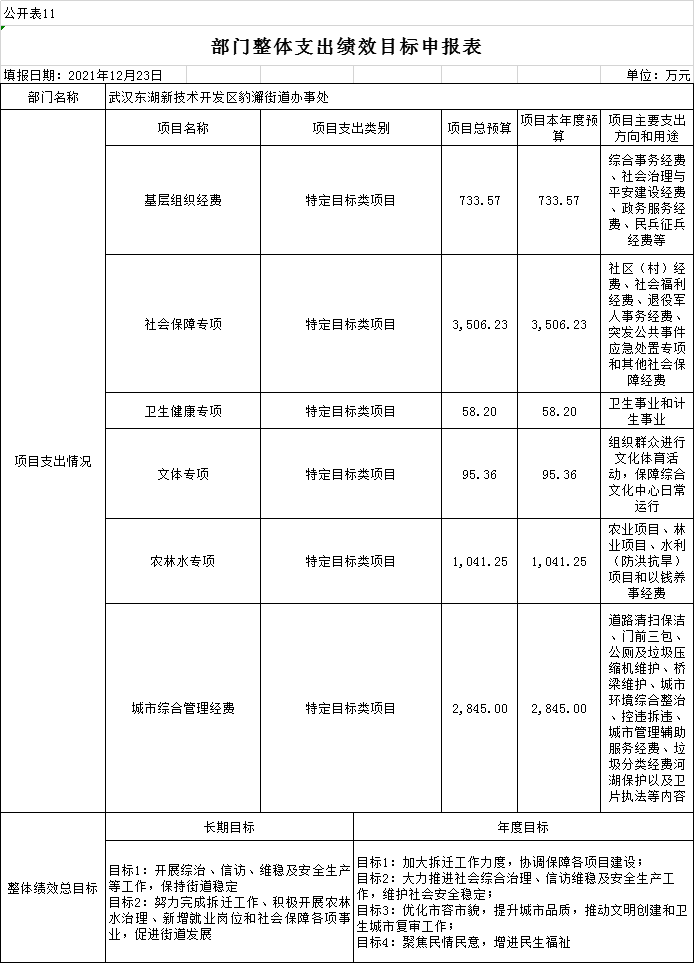 公开表11
部门整体支出绩效目标申报表
填报日期：2021年12月23日
单位：万元
部门名称
武汉东湖新技术开发区豹澥街道办事处
项目支出情况
项目名称
项目支出类别
项目总预算
项目本年度预
算
项目主要支出
方向和用途
基层组织经费
特定目标类项目
733.57
733.57
综合事务经费
、社会治理与
平安建设经费
、政务服务经
费、民兵征兵
经费等
社会保障专项
特定目标类项目
3,506.23
3,506.23
社区（村）经
费、社会福利
经费、退役军
人事务经费、
突发公共事件
应急处置专项
和其他社会保
障经费
卫生健康专项
特定目标类项目
58.20
58.20
卫生事业和计
生事业
文体专项
特定目标类项目
95.36
95.36
组织群众进行
文化体育活
动，保障综合
文化中心日常
运行
农林水专项
特定目标类项目
1,041.25
1,041.25
农业项目、林
业项目、水利
（防洪抗旱）
项目和以钱养
事经费
城市综合管理经费
特定目标类项目
2,845.00
2,845.00
道路清扫保洁
、门前三包、
公厕及垃圾压
缩机维护、桥
梁维护、城市
环境综合整治
、控违拆违、
城市管理辅助
服务经费、垃
圾分类经费河
湖保护以及卫
片执法等内容
整体绩效总目标
长期目标
年度目标
目标1：开展综治、信访、维稳及安全生产
等工作，保持街道稳定
目标2：努力完成拆迁工作、积极开展农林
水治理、新增就业岗位和社会保障各项事
业，促进街道发展
目标1：加大拆迁工作力度，协调保障各项目建设；
目标2：大力推进社会综合治理、信访维稳及安全生产工
作，维护社会安全稳定；
目标3：优化市容市貌，提升城市品质，推动文明创建和卫
生城市复审工作；
目标4：聚焦民情民意，增进民生福祉